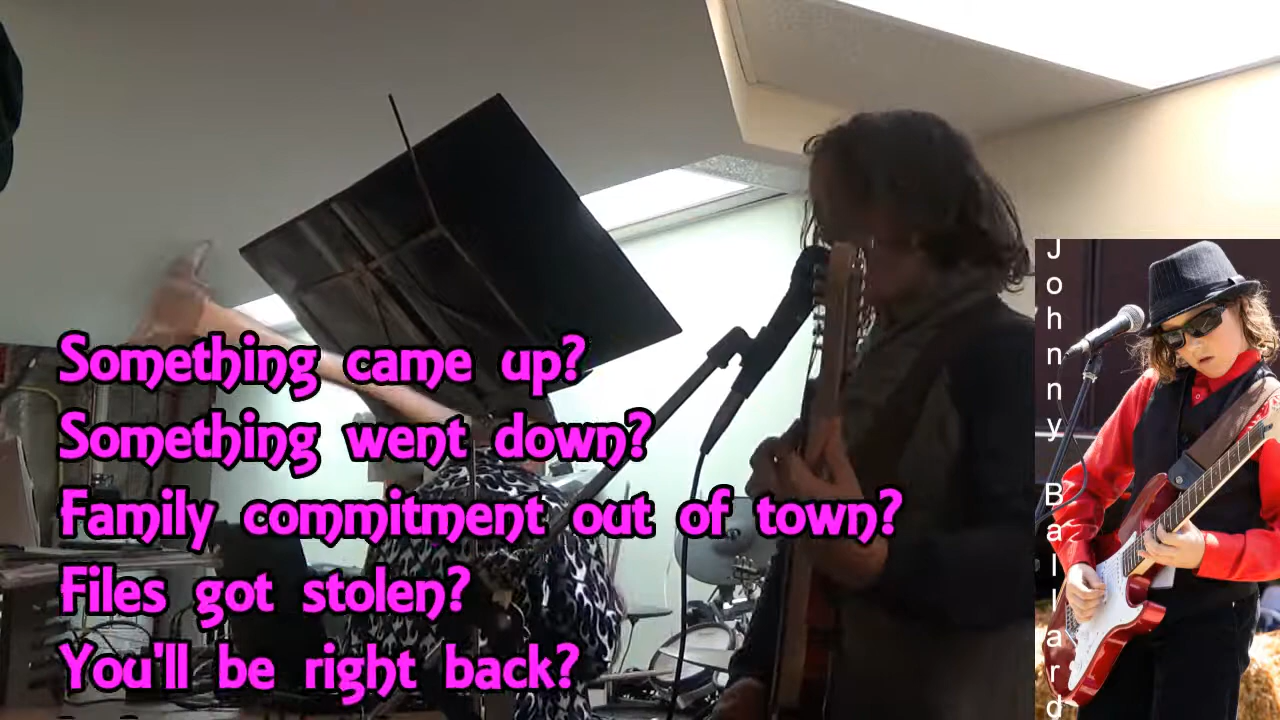 Something came up?
Something went down?
Family commitment out of town?
Files got stolen?
You'll be right back?
Johnny Ballard